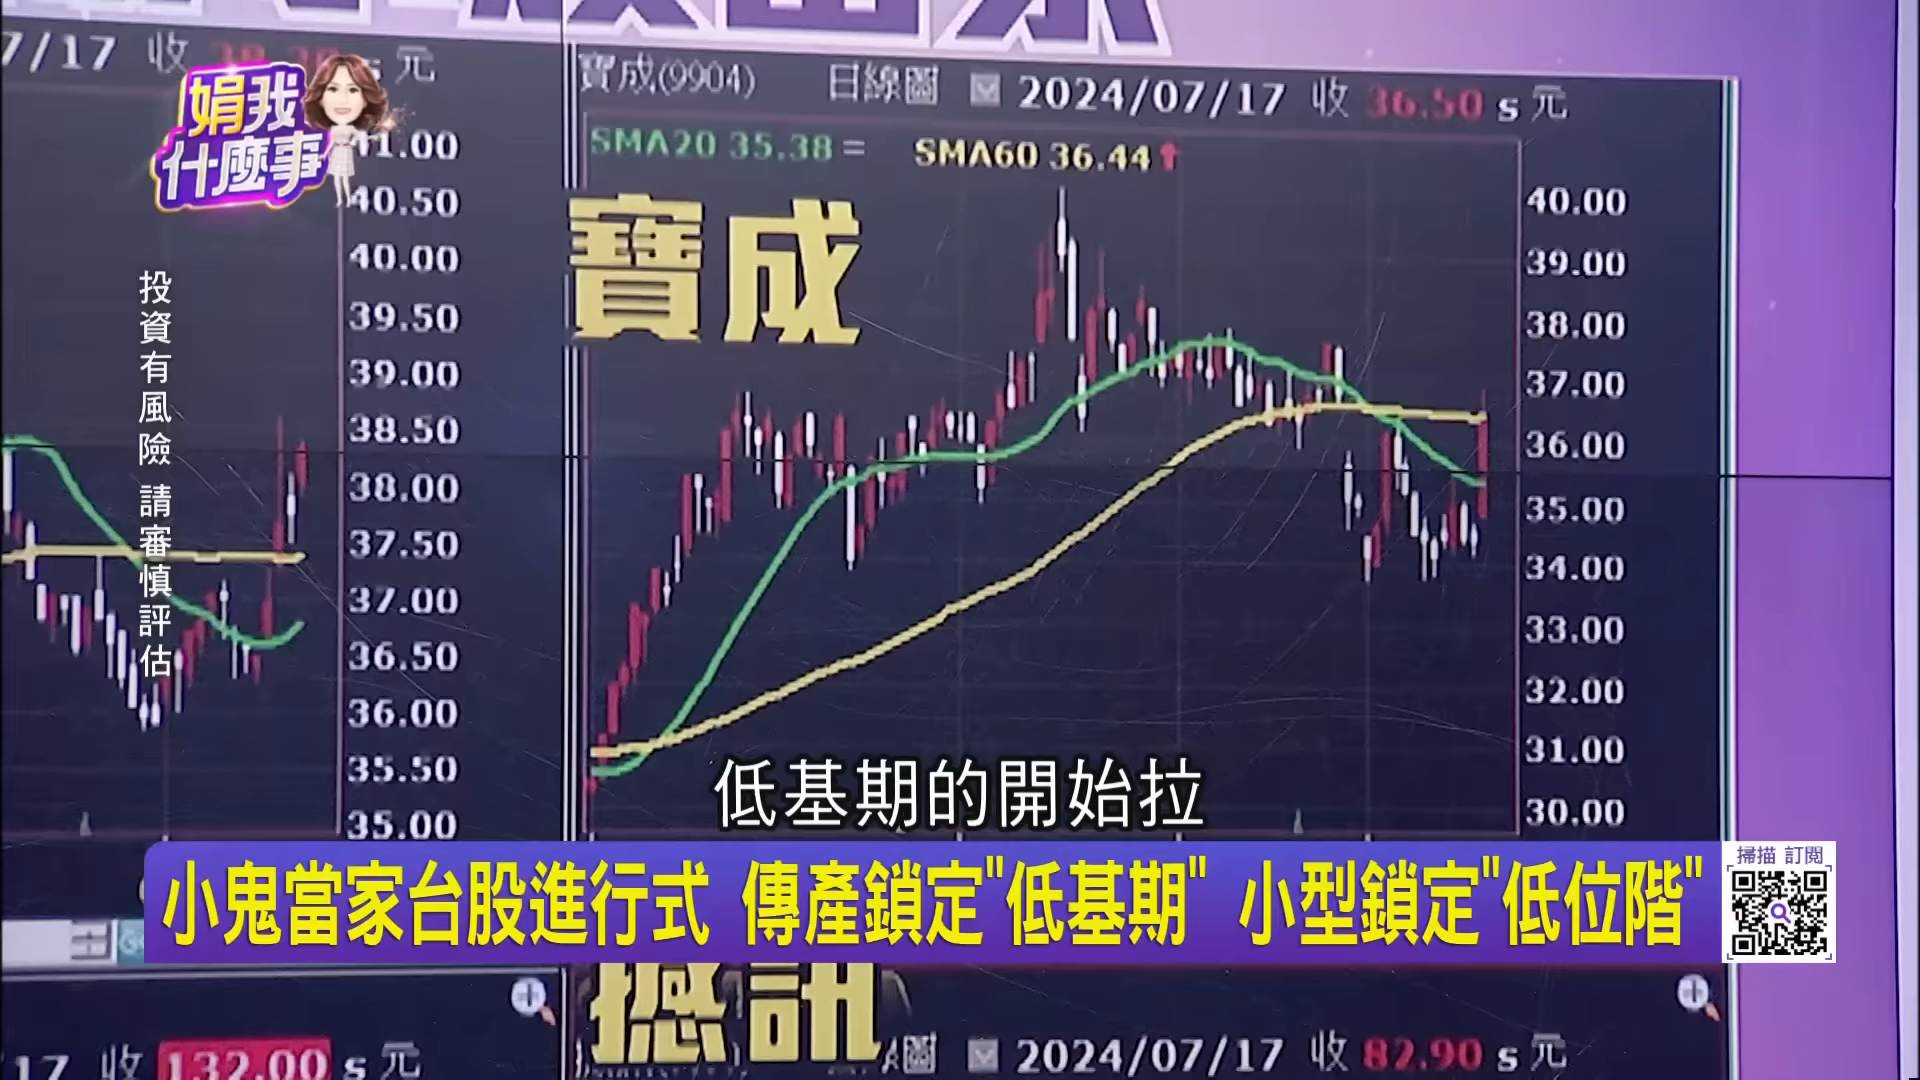 7/17 收 38.20 s 元
寶成(9904) 日線圖 2024/07/17 收 36.50 s 元
SMA20 35.38 = SMA60 36.44
娟我什麼事
投資有風險 請審慎評估
寶成
41.00
40.50
40.00
39.50
39.00
38.50
38.00
37.50
37.00
36.50
36.00
35.50
35.00
40.00
39.00
38.00
37.00
36.00
35.00
34.00
33.00
32.00
31.00
30.00
低基期的開始拉
小鬼當家台股進行式 傳產鎖定"低基期" 小型鎖定"低位階"
掃描 訂閱
撼訊
17 收 132.00 s 元
線圖 2024/07/17 收 82.90 s 元